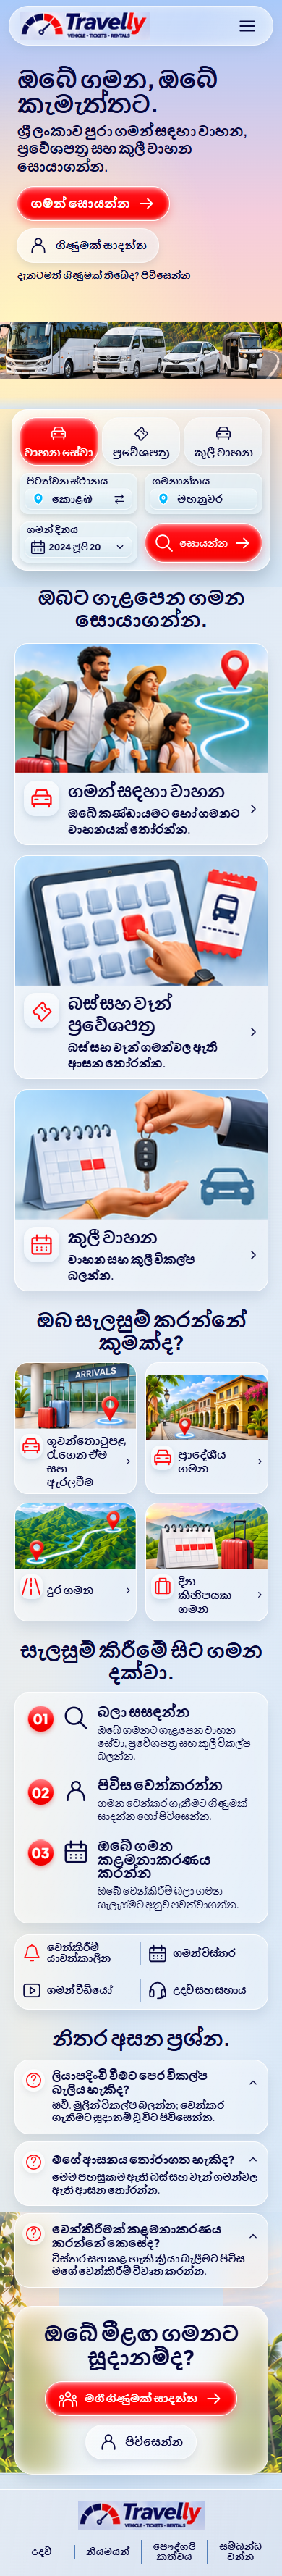 Travelly
VEHICLE • TICKETS • RENTALS
ඔබේ ගමන, ඔබේ
කැමැත්තට.
ශ්‍රී ලංකාව පුරා ගමන් සඳහා වාහන,
ප්‍රවේශපත්‍ර සහ කුලී වාහන
සොයාගන්න.
ගමන් සොයන්න
ගිණුමක් සාදන්න
දැනටමත් ගිණුමක් තිබේද? පිවිසෙන්න
වාහන සේවා
ප්‍රවේශපත්‍ර
කුලී වාහන
පිටත්වන ස්ථානය
කොළඹ
ගමනාන්තය
මහනුවර
ගමන් දිනය
2024 ජූලි 20
සොයන්න
ඔබට ගැළපෙන ගමන
සොයාගන්න.
ගමන් සඳහා වාහන
ඔබේ කණ්ඩායමට හෝ ගමනට
වාහනයක් තෝරන්න.
බස් සහ වෑන්
ප්‍රවේශපත්‍ර
බස් සහ වෑන් ගමන්වල ඇති
ආසන තෝරන්න.
කුලී වාහන
වාහන සහ කුලී විකල්ප
බලන්න.
ඔබ සැලසුම් කරන්නේ
කුමක්ද?
ARRIVALS
ගුවන්තොටුපළ
රැගෙන ඒම
සහ
ඇරලවීම
ප්‍රාදේශීය
ගමන්
දුර ගමන්
දින
කිහිපයක
ගමන්
සැලසුම් කිරීමේ සිට ගමන
දක්වා.
01
බලා සසඳන්න
ඔබේ ගමනට ගැළපෙන වාහන
සේවා, ප්‍රවේශපත්‍ර සහ කුලී විකල්ප
බලන්න.
02
පිවිස වෙන්කරන්න
ගමන වෙන්කර ගැනීමට ගිණුමක්
සාදන්න හෝ පිවිසෙන්න.
03
ඔබේ ගමන
කළමනාකරණය
කරන්න
ඔබේ වෙන්කිරීම් බලා ගමන
සැලැස්මට අනුව පවත්වාගන්න.
වෙන්කිරීම්
යාවත්කාලීන
ගමන් විස්තර
ගමන් වීඩියෝ
උදව් සහ සහාය
නිතර අසන ප්‍රශ්න.
ලියාපදිංචි වීමට පෙර විකල්ප
බැලිය හැකිද?
ඔව්. මුලින් විකල්ප බලන්න; වෙන්කර
ගැනීමට සූදානම් වූ විට පිවිසෙන්න.
මගේ ආසනය තෝරාගත හැකිද?
මෙම පහසුකම ඇති බස් සහ වෑන් ගමන්වල
ඇති ආසන තෝරන්න.
වෙන්කිරීමක් කළමනාකරණය
කරන්නේ කෙසේද?
විස්තර සහ කළ හැකි ක්‍රියා බැලීමට පිවිස
මගේ වෙන්කිරීම් විවෘත කරන්න.
ඔබේ මීළඟ ගමනට
සූදානම්ද?
මගී ගිණුමක් සාදන්න
පිවිසෙන්න
Travelly
VEHICLE • TICKETS • RENTALS
උදව්
නියමයන්
පෞද්ගලි
කත්වය
සම්බන්ධ
වන්න